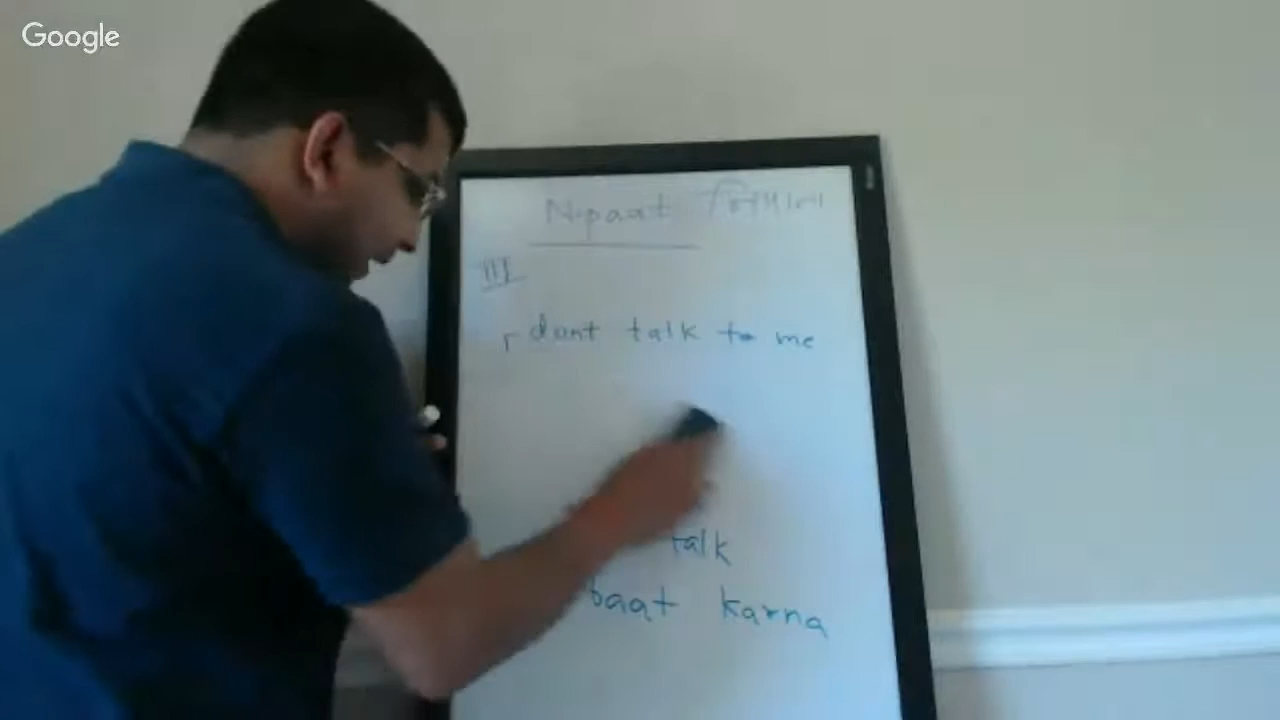 Google
Nipaat
III
dont talk to me
talk
baat karna